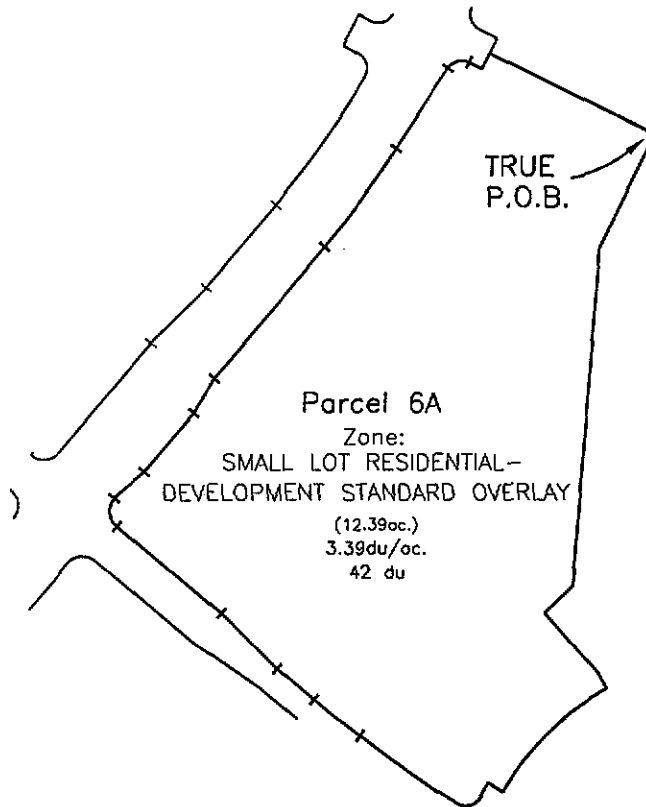 TRUE
P.O.B.
Parcel 6A
Zone:
SMALL LOT RESIDENTIAL-
DEVELOPMENT STANDARD OVERLAY
(12.39ac.)
3.39du/ac.
42 du